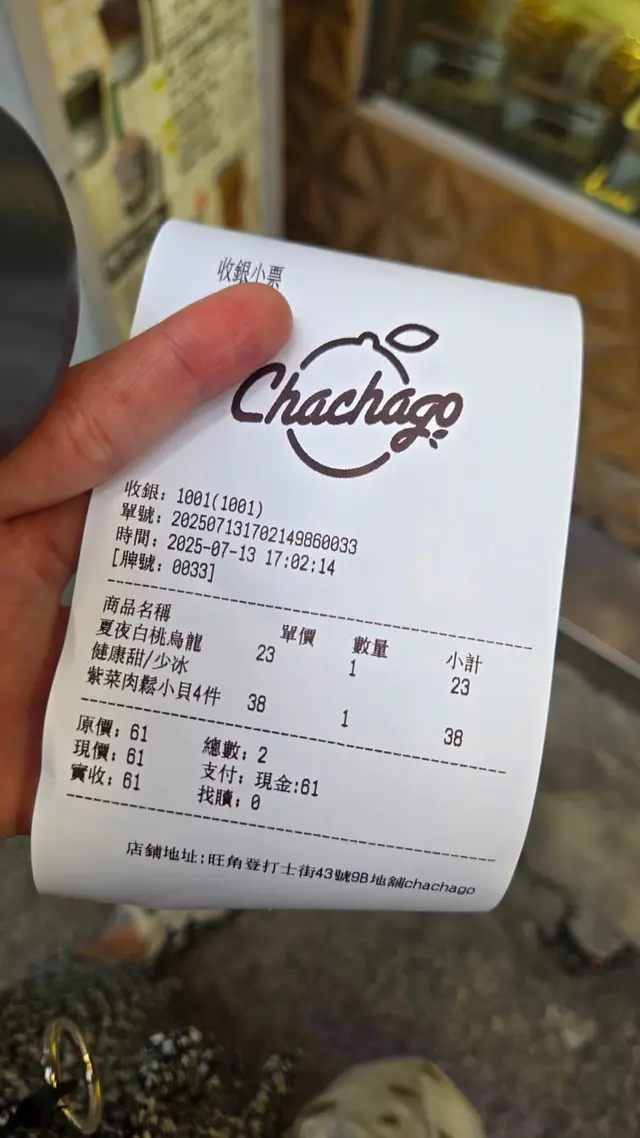 收銀小票
Chachago
收銀: 1001(1001)
單號: 202507131702149860033
時間: 2025-07-13 17:02:14
[牌號: 0033]
商品名稱 單價 數量 小計
夏夜白桃烏龍 23 1 23
健康甜/少冰
紫菜肉鬆小貝4件 38 1 38
原價: 61 總數: 2
現價: 61 支付: 現金:61
實收: 61 找贖: 0
店鋪地址:旺角登打士街43號9B地舖chachago